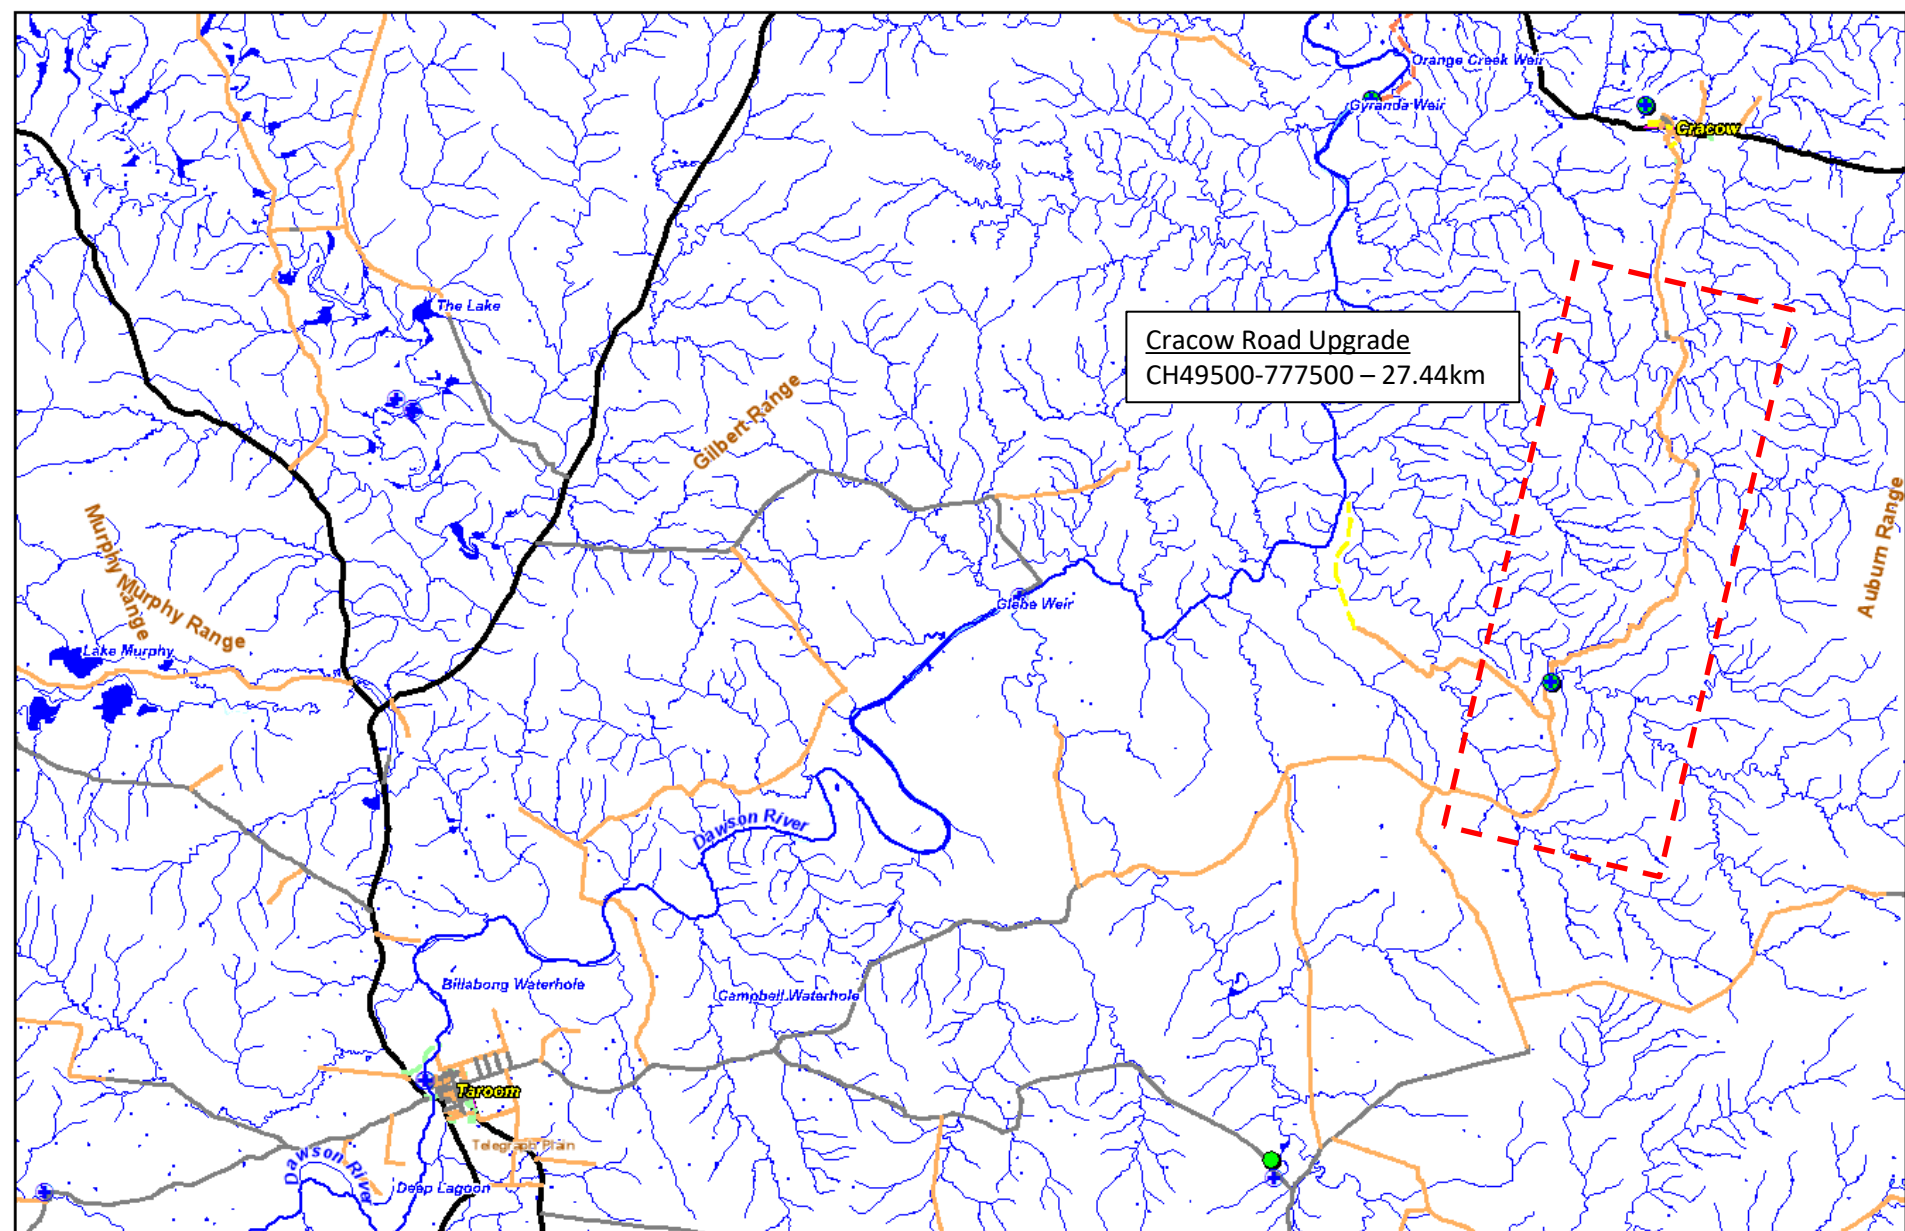 Orange Creek Weir
Gyranda Weir
Cracow
The Lake
Cracow Road Upgrade
CH49500-777500 – 27.44km
Gilbert Range
Auburn Range
Murphy Range
Murphy Range
Glebe Weir
Lake Murphy
Dawson River
Billabong Waterhole
Campbell Waterhole
Taroom
Telegraph Plain
Dawson River
Deep Lagoon